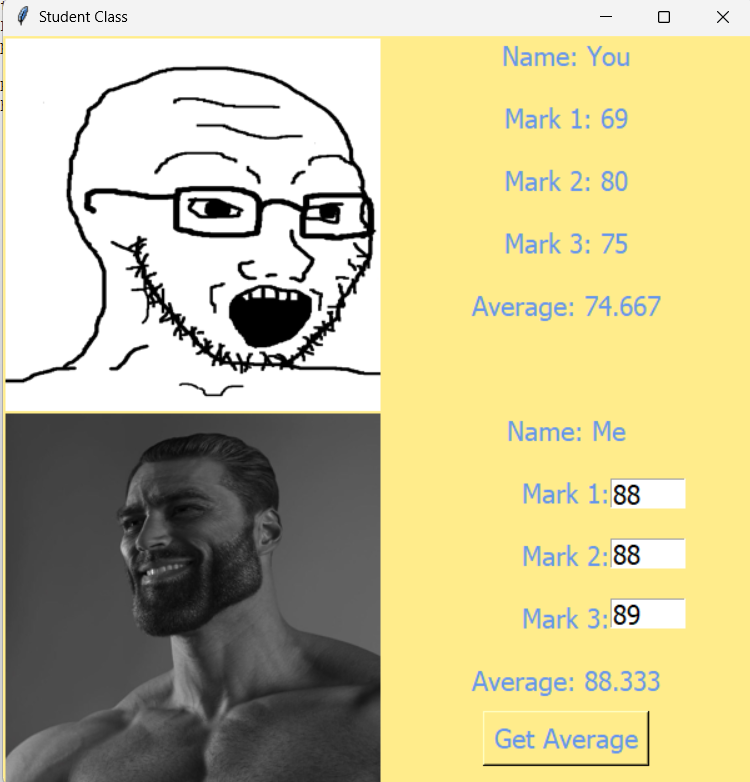 Student Class
Name: You
Mark 1: 69
Mark 2: 80
Mark 3: 75
Average: 74.667
Name: Me
Mark 1: 88
Mark 2: 88
Mark 3: 89
Average: 88.333
Get Average